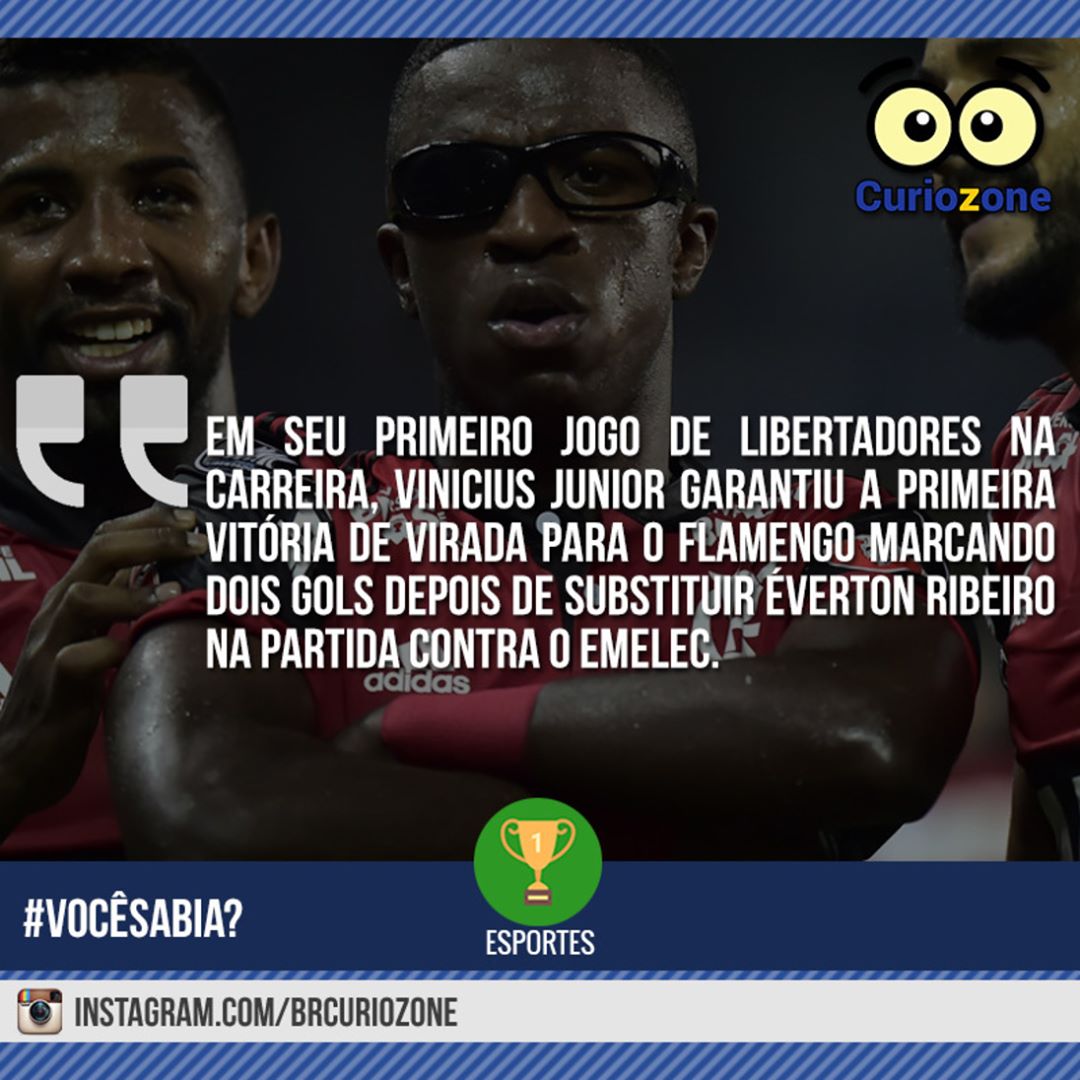 Curiozone
EM SEU PRIMEIRO JOGO DE LIBERTADORES NA
CARREIRA, VINICIUS JUNIOR GARANTIU A PRIMEIRA
VITÓRIA DE VIRADA PARA O FLAMENGO MARCANDO
DOIS GOLS DEPOIS DE SUBSTITUIR ÉVERTON RIBEIRO
NA PARTIDA CONTRA O EMELEC.
adidas
1
#VOCÊSABIA?
ESPORTES
INSTAGRAM.COM/BRCURIOZONE